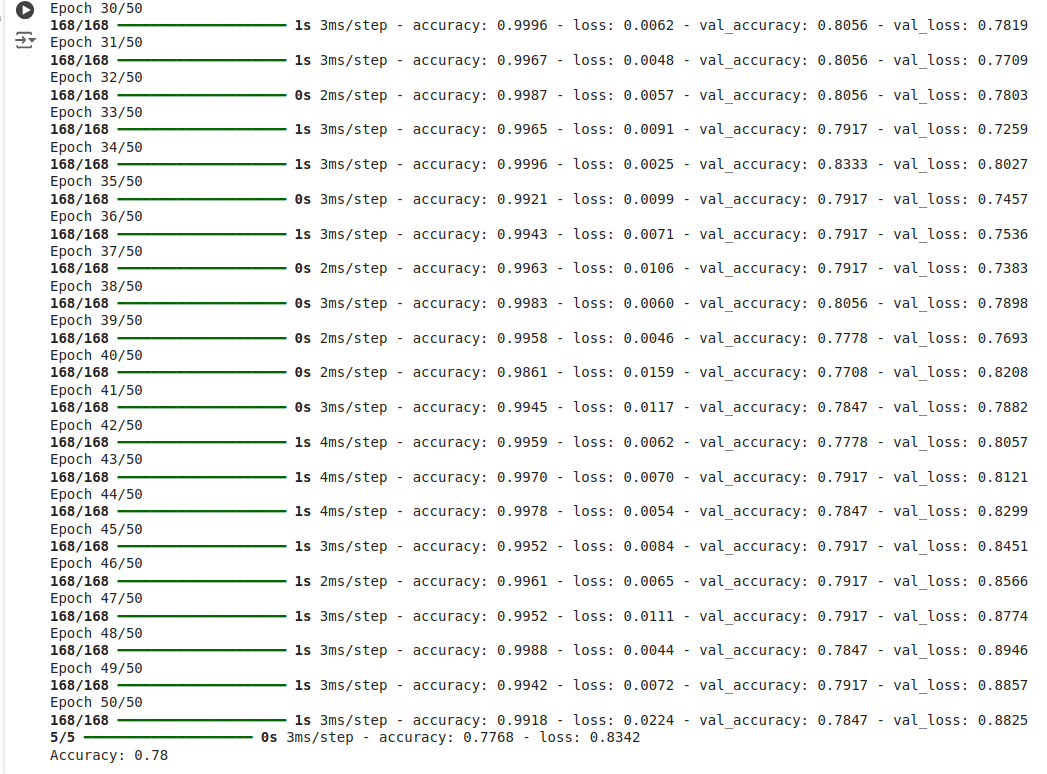 Epoch 30/50
168/168 ━━━━━━━━━━━━━━━━━━━━ 1s 3ms/step - accuracy: 0.9996 - loss: 0.0062 - val_accuracy: 0.8056 - val_loss: 0.7819
Epoch 31/50
168/168 ━━━━━━━━━━━━━━━━━━━━ 1s 3ms/step - accuracy: 0.9967 - loss: 0.0048 - val_accuracy: 0.8056 - val_loss: 0.7709
Epoch 32/50
168/168 ━━━━━━━━━━━━━━━━━━━━ 0s 2ms/step - accuracy: 0.9987 - loss: 0.0057 - val_accuracy: 0.8056 - val_loss: 0.7803
Epoch 33/50
168/168 ━━━━━━━━━━━━━━━━━━━━ 1s 3ms/step - accuracy: 0.9965 - loss: 0.0091 - val_accuracy: 0.7917 - val_loss: 0.7259
Epoch 34/50
168/168 ━━━━━━━━━━━━━━━━━━━━ 1s 3ms/step - accuracy: 0.9996 - loss: 0.0025 - val_accuracy: 0.8333 - val_loss: 0.8027
Epoch 35/50
168/168 ━━━━━━━━━━━━━━━━━━━━ 0s 3ms/step - accuracy: 0.9921 - loss: 0.0099 - val_accuracy: 0.7917 - val_loss: 0.7457
Epoch 36/50
168/168 ━━━━━━━━━━━━━━━━━━━━ 1s 3ms/step - accuracy: 0.9943 - loss: 0.0071 - val_accuracy: 0.7917 - val_loss: 0.7536
Epoch 37/50
168/168 ━━━━━━━━━━━━━━━━━━━━ 0s 2ms/step - accuracy: 0.9963 - loss: 0.0106 - val_accuracy: 0.7917 - val_loss: 0.7383
Epoch 38/50
168/168 ━━━━━━━━━━━━━━━━━━━━ 0s 3ms/step - accuracy: 0.9983 - loss: 0.0060 - val_accuracy: 0.8056 - val_loss: 0.7898
Epoch 39/50
168/168 ━━━━━━━━━━━━━━━━━━━━ 0s 2ms/step - accuracy: 0.9958 - loss: 0.0046 - val_accuracy: 0.7778 - val_loss: 0.7693
Epoch 40/50
168/168 ━━━━━━━━━━━━━━━━━━━━ 0s 2ms/step - accuracy: 0.9861 - loss: 0.0159 - val_accuracy: 0.7708 - val_loss: 0.8208
Epoch 41/50
168/168 ━━━━━━━━━━━━━━━━━━━━ 0s 3ms/step - accuracy: 0.9945 - loss: 0.0117 - val_accuracy: 0.7847 - val_loss: 0.7882
Epoch 42/50
168/168 ━━━━━━━━━━━━━━━━━━━━ 1s 4ms/step - accuracy: 0.9959 - loss: 0.0062 - val_accuracy: 0.7778 - val_loss: 0.8057
Epoch 43/50
168/168 ━━━━━━━━━━━━━━━━━━━━ 1s 4ms/step - accuracy: 0.9970 - loss: 0.0070 - val_accuracy: 0.7917 - val_loss: 0.8121
Epoch 44/50
168/168 ━━━━━━━━━━━━━━━━━━━━ 1s 4ms/step - accuracy: 0.9978 - loss: 0.0054 - val_accuracy: 0.7847 - val_loss: 0.8299
Epoch 45/50
168/168 ━━━━━━━━━━━━━━━━━━━━ 1s 3ms/step - accuracy: 0.9952 - loss: 0.0084 - val_accuracy: 0.7917 - val_loss: 0.8451
Epoch 46/50
168/168 ━━━━━━━━━━━━━━━━━━━━ 1s 2ms/step - accuracy: 0.9961 - loss: 0.0065 - val_accuracy: 0.7917 - val_loss: 0.8566
Epoch 47/50
168/168 ━━━━━━━━━━━━━━━━━━━━ 1s 3ms/step - accuracy: 0.9952 - loss: 0.0111 - val_accuracy: 0.7917 - val_loss: 0.8774
Epoch 48/50
168/168 ━━━━━━━━━━━━━━━━━━━━ 1s 3ms/step - accuracy: 0.9988 - loss: 0.0044 - val_accuracy: 0.7847 - val_loss: 0.8946
Epoch 49/50
168/168 ━━━━━━━━━━━━━━━━━━━━ 1s 3ms/step - accuracy: 0.9942 - loss: 0.0072 - val_accuracy: 0.7917 - val_loss: 0.8857
Epoch 50/50
168/168 ━━━━━━━━━━━━━━━━━━━━ 1s 3ms/step - accuracy: 0.9918 - loss: 0.0224 - val_accuracy: 0.7847 - val_loss: 0.8825
5/5 ━━━━━━━━━━━━━━━━━━━━ 0s 3ms/step - accuracy: 0.7768 - loss: 0.8342
Accuracy: 0.78